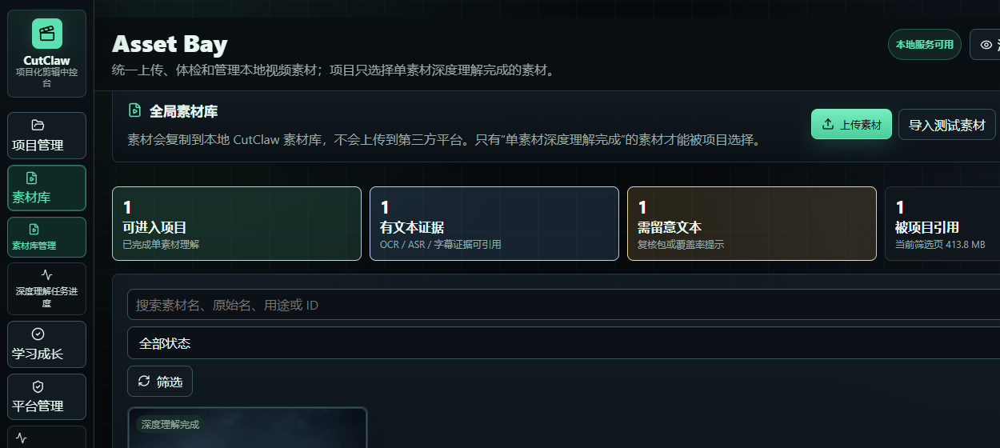 CutClaw
项目化剪辑中控
台
项目管理
素材库
素材库管理
深度理解任务进
度
学习成长
平台管理
Asset Bay
统一上传、体检和管理本地视频素材；项目只选择单素材深度理解完成的素材。
本地服务可用
全局素材库
素材会复制到本地 CutClaw 素材库，不会上传到第三方平台。只有“单素材深度理解完成”的素材才能被项目选择。
上传素材
导入测试素材
1
可进入项目
已完成单素材理解
1
有文本证据
OCR / ASR / 字幕证据可引用
1
需留意文本
复核包或覆盖率提示
1
被项目引用
当前筛选页 413.8 MB
搜索素材名、原始名、用途或 ID
全部状态
筛选
深度理解完成